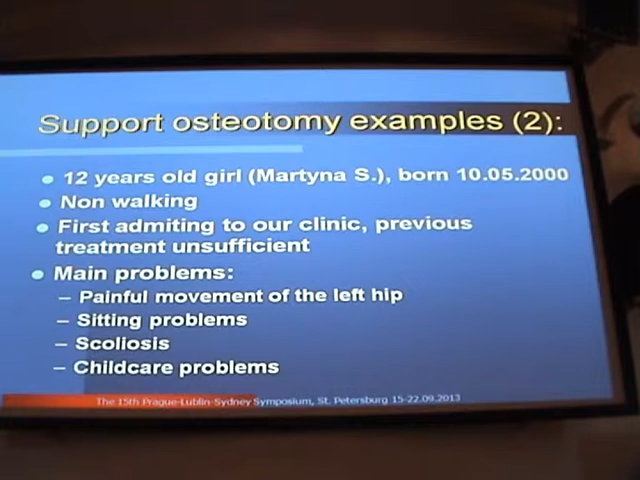 Support osteotomy examples (2):
12 years old girl (Martyna S.), born 10.05.2000
Non walking
First admiting to our clinic, previous
treatment unsufficient
Main problems:
– Painful movement of the left hip
– Sitting problems
– Scoliosis
– Childcare problems
The 15th Prague-Lublin-Sydney Symposium, St. Petersburg 15-22.09.2013